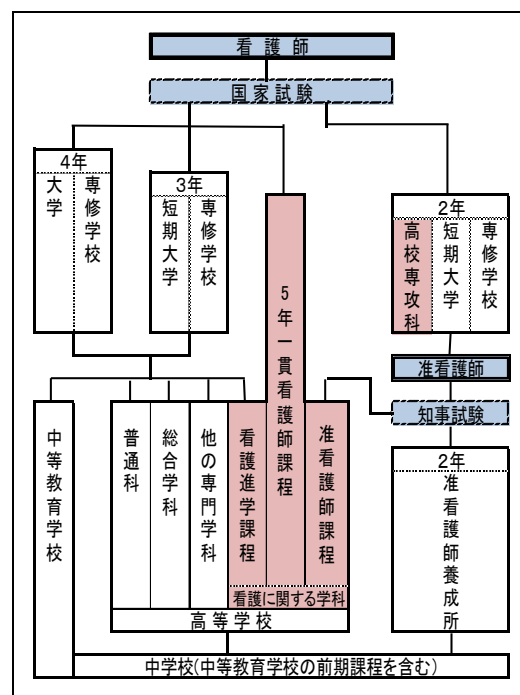 看護師
国家試験
4年
大学
専修学校
3年
短期大学
専修学校
5年一貫看護師課程
2年
高校専攻科
短期大学
専修学校
准看護師
知事試験
中等教育学校
普通科
総合学科
他の専門学科
看護進学課程
准看護師課程
看護に関する学科
高等学校
2年
准看護師養成所
中学校(中等教育学校の前期課程を含む)